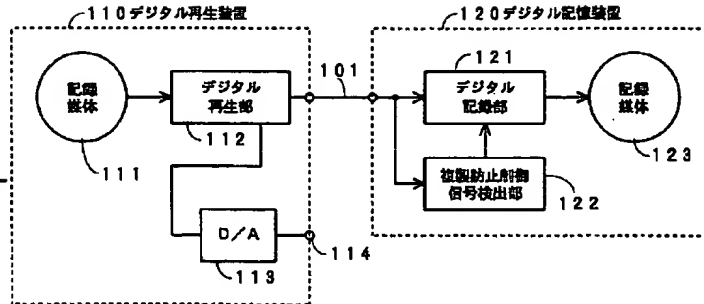 110デジタル再生装置
120デジタル記憶装置
記録
媒体
111
デジタル
再生部
112
D/A
113
114
101
121
デジタル
記録部
複製防止制御
信号検出部
122
記録
媒体
123